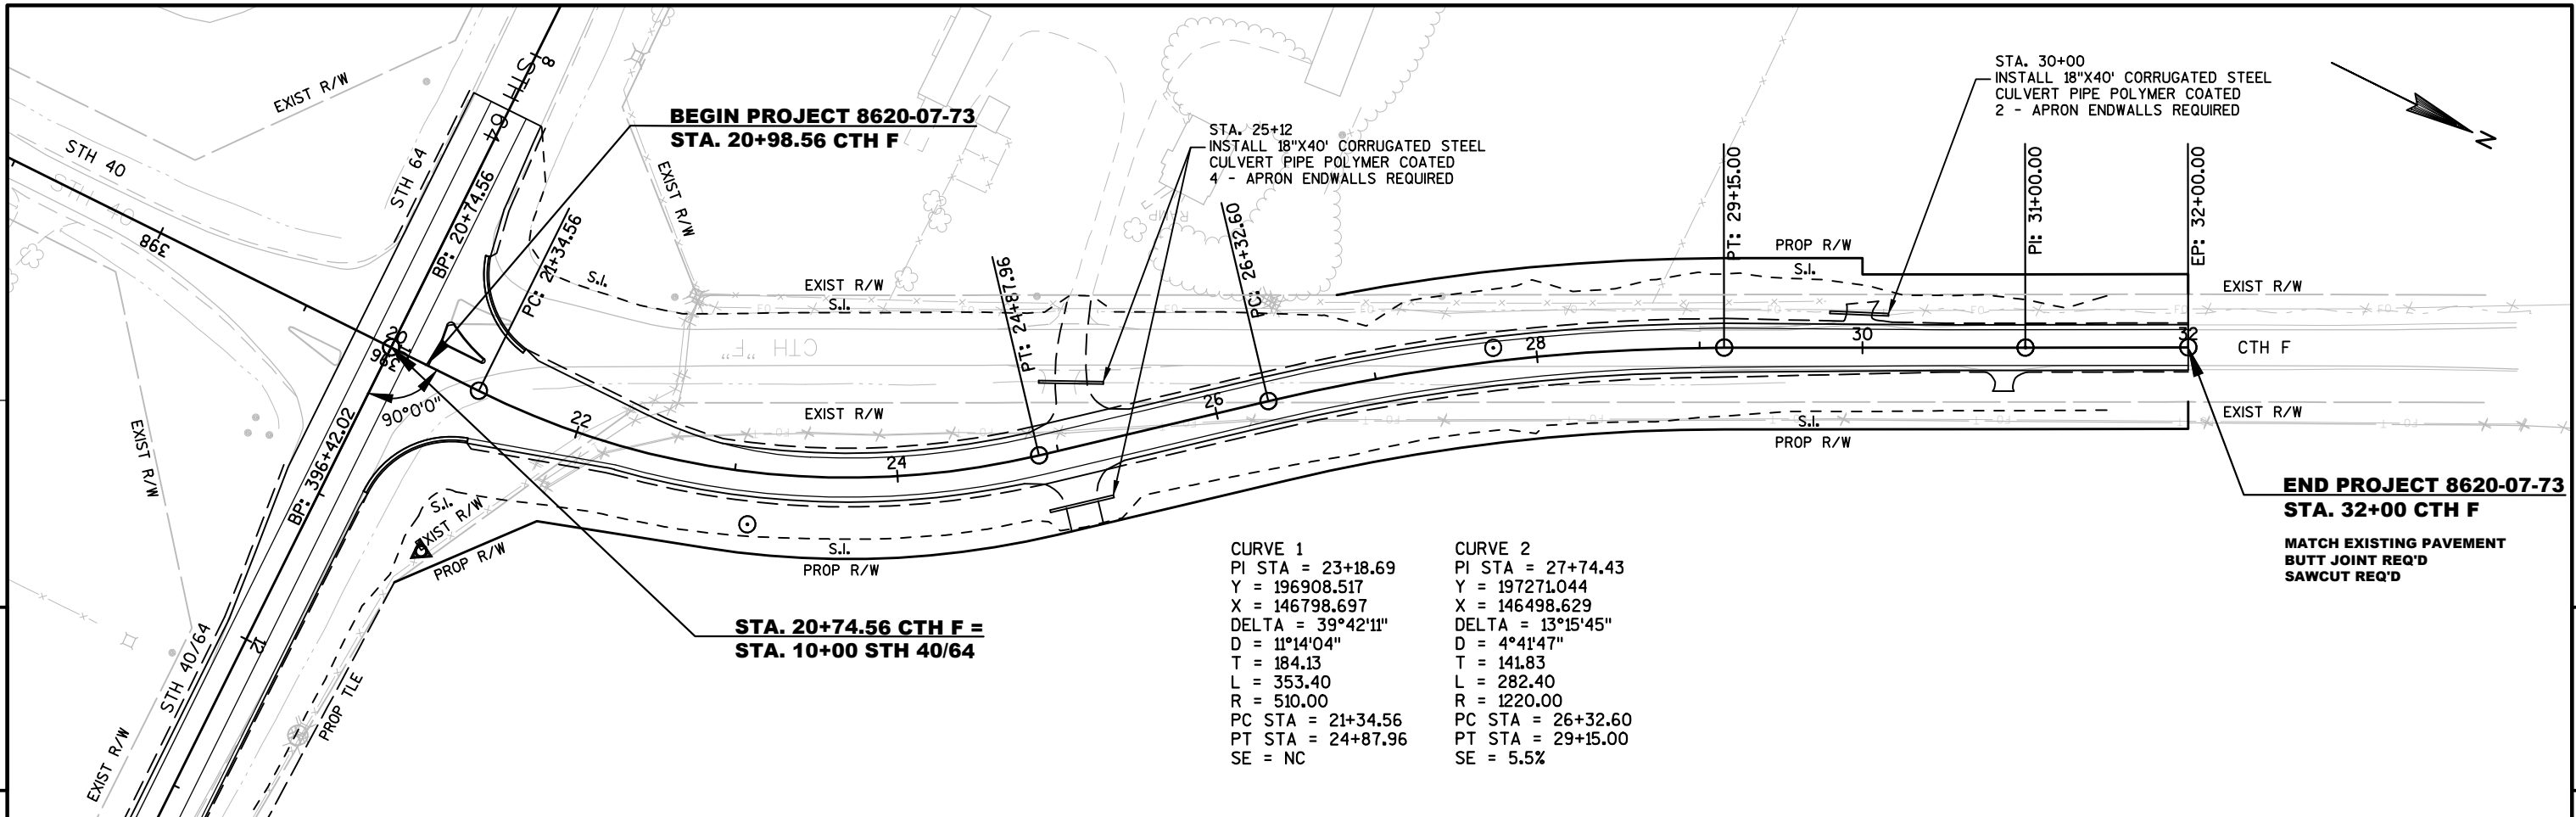 BEGIN PROJECT 8620-07-73
STA. 20+98.56 CTH F
STA. 25+12
INSTALL 18"X40' CORRUGATED STEEL
CULVERT PIPE POLYMER COATED
4 - APRON ENDWALLS REQUIRED
STA. 30+00
INSTALL 18"X40' CORRUGATED STEEL
CULVERT PIPE POLYMER COATED
2 - APRON ENDWALLS REQUIRED
N
EXIST R/W
STH 40
STH 40
398
STH 64
STH 64
8
BP: 20+74.56
PC: 21+34.56
EXIST R/W
S.I.
EXIST R/W
S.I.
CTH "F"
RAMP
PT: 24+87.96
PC: 26+32.60
PT: 29+15.00
PI: 31+00.00
EP: 32+00.00
PROP R/W
S.I.
EXIST R/W
20
90°0'0"
22
24
26
28
30
32
CTH F
EXIST R/W
EXIST R/W
S.I.
PROP R/W
EXIST R/W
BP: 396+42.02
S.I.
EXIST R/W
PROP R/W
S.I.
PROP R/W
12
STH 40/64
PROP TLE
EXIST R/W
STA. 20+74.56 CTH F =
STA. 10+00 STH 40/64
END PROJECT 8620-07-73
STA. 32+00 CTH F
MATCH EXISTING PAVEMENT
BUTT JOINT REQ'D
SAWCUT REQ'D
CURVE 1
PI STA = 23+18.69
Y = 196908.517
X = 146798.697
DELTA = 39°42'11"
D = 11°14'04"
T = 184.13
L = 353.40
R = 510.00
PC STA = 21+34.56
PT STA = 24+87.96
SE = NC
CURVE 2
PI STA = 27+74.43
Y = 197271.044
X = 146498.629
DELTA = 13°15'45"
D = 4°41'47"
T = 141.83
L = 282.40
R = 1220.00
PC STA = 26+32.60
PT STA = 29+15.00
SE = 5.5%